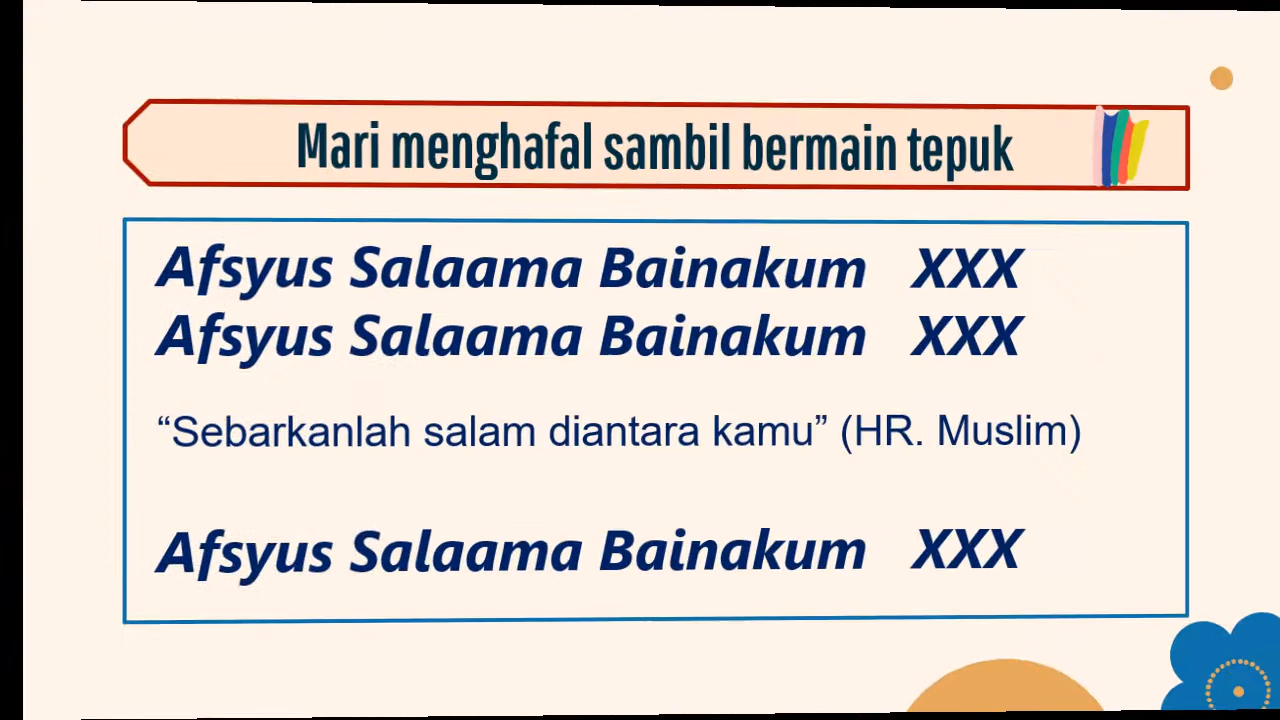 Mari menghafal sambil bermain tepuk
Afsyus Salaama Bainakum XXX
Afsyus Salaama Bainakum XXX
“Sebarkanlah salam diantara kamu” (HR. Muslim)
Afsyus Salaama Bainakum XXX